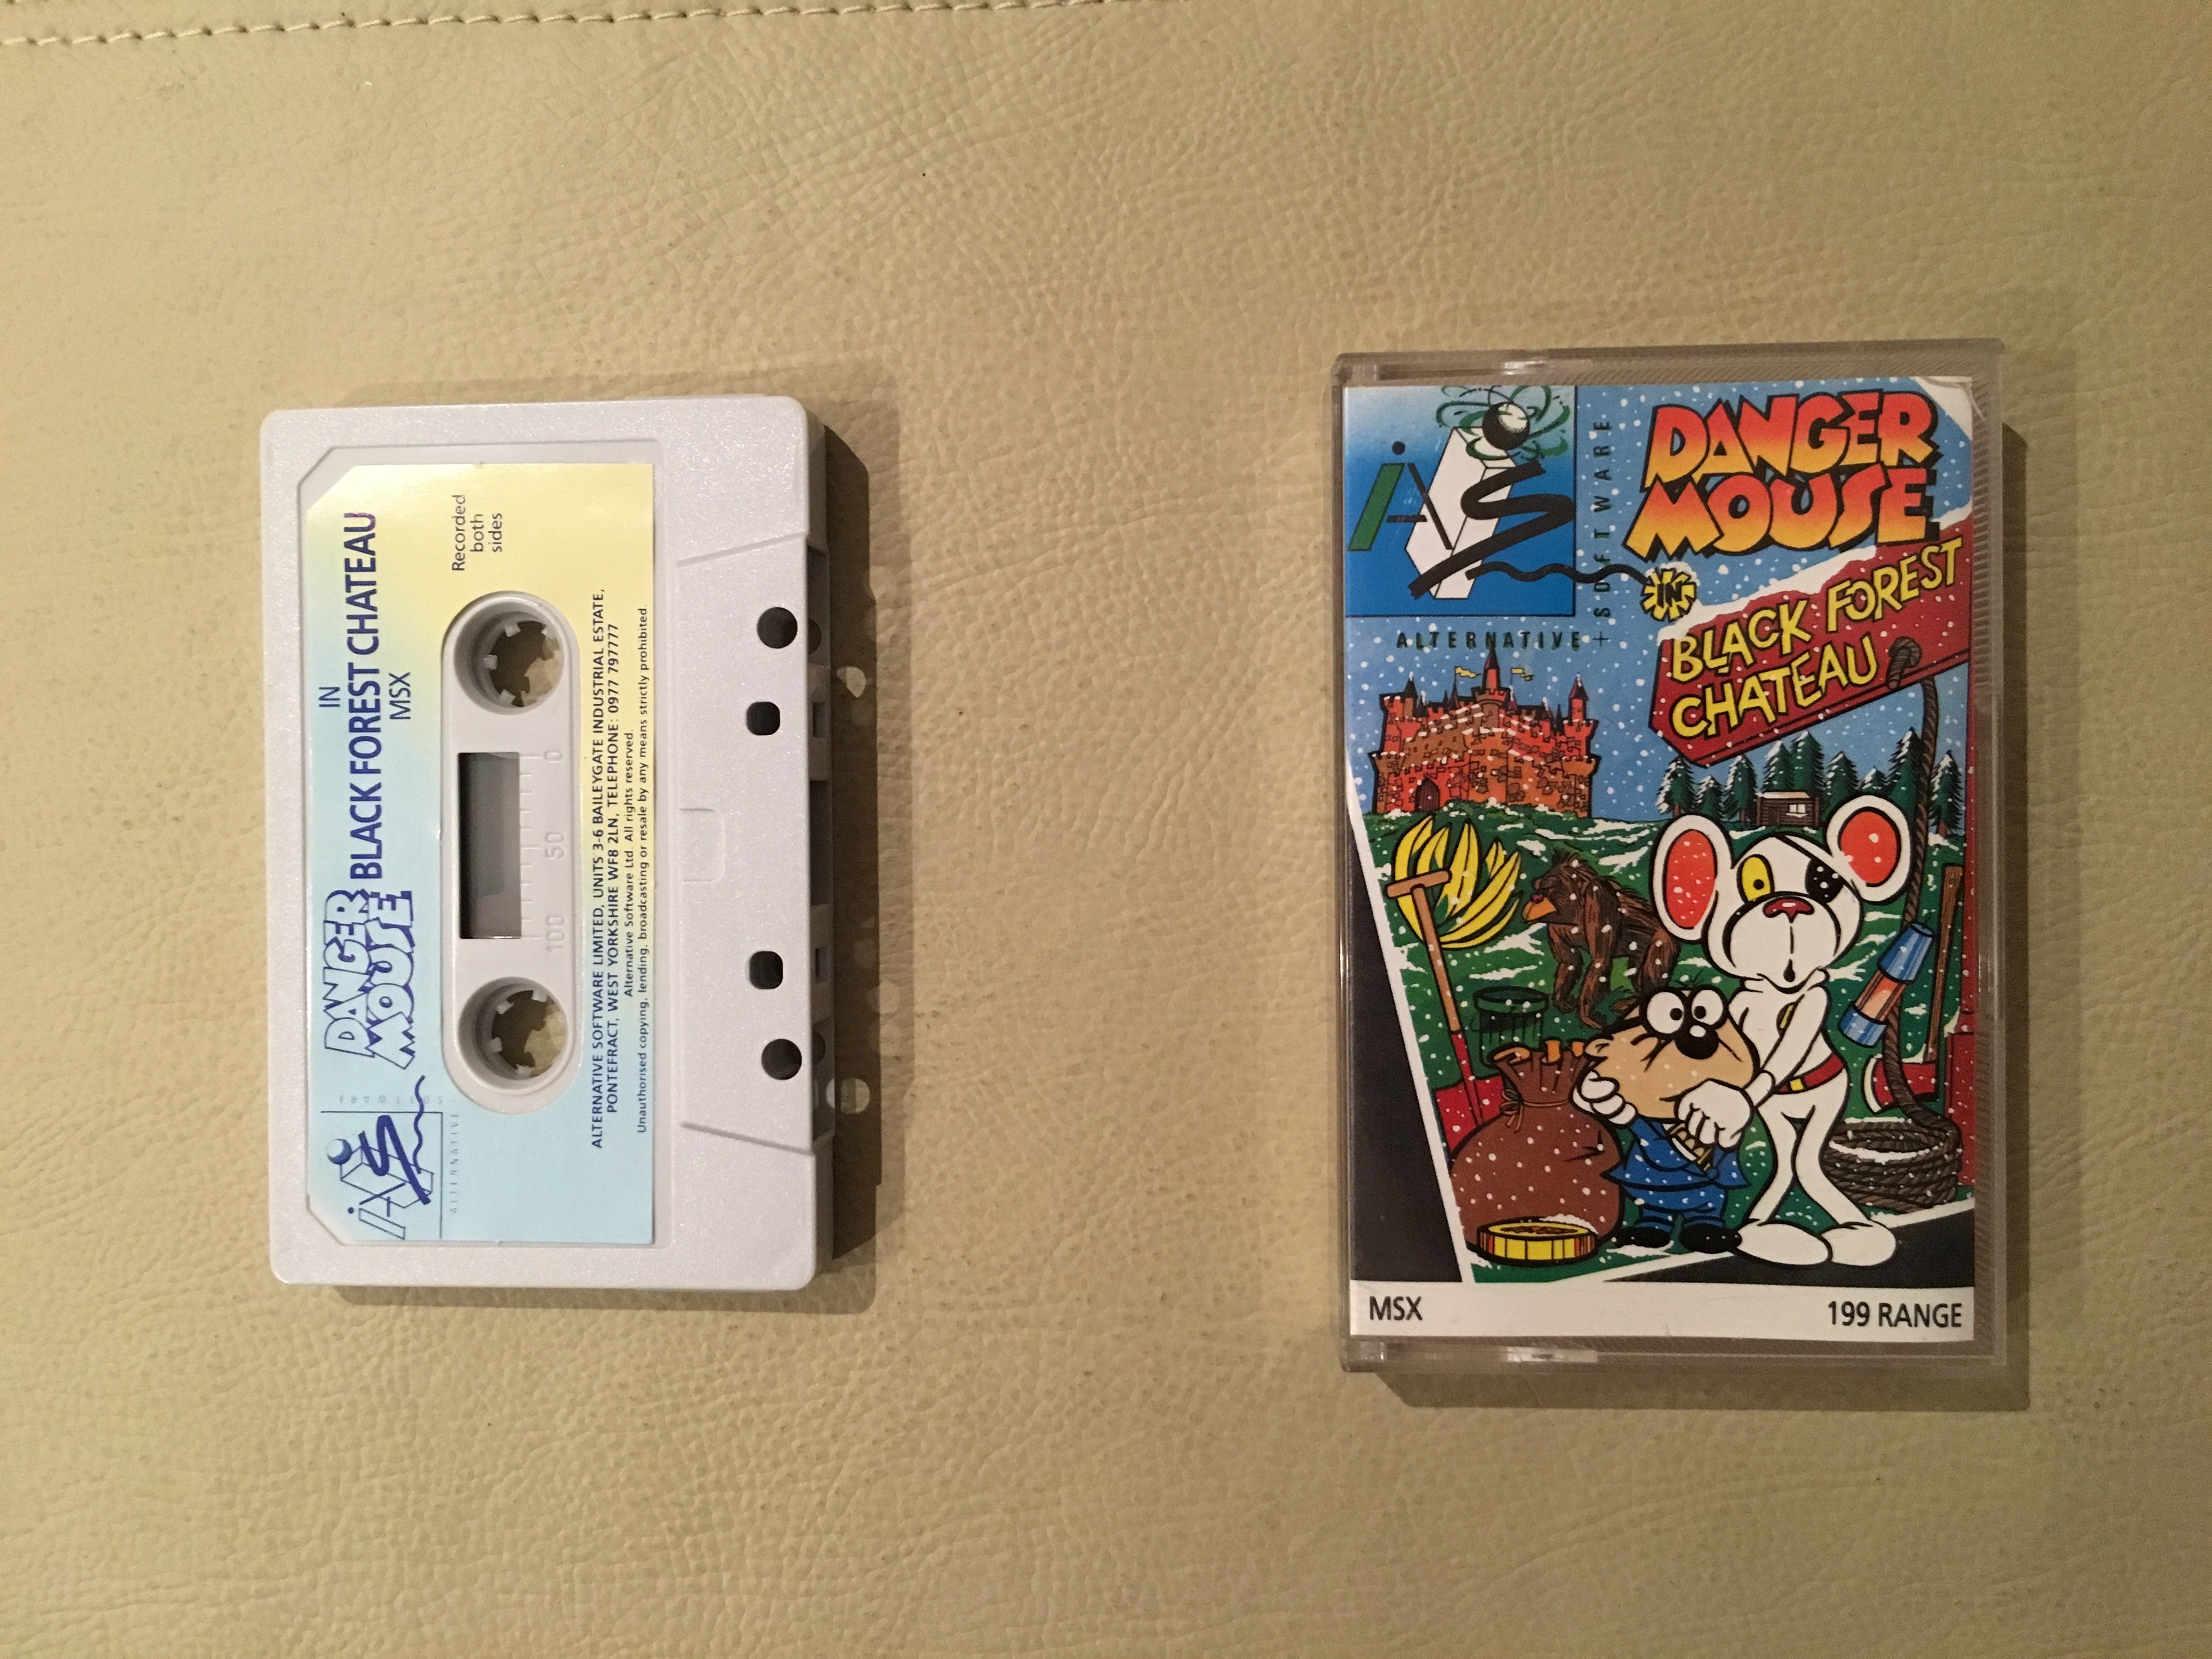 IN
DANGER
MOUSE
BLACK FOREST CHATEAU
MSX
Recorded
both
sides
AS
SOFTWARE
ALTERNATIVE
0 50 100
ALTERNATIVE SOFTWARE LIMITED, UNITS 3-6 BAILEYGATE INDUSTRIAL ESTATE,
PONTEFRACT, WEST YORKSHIRE WF8 2LN, TELEPHONE: 0977 797777
Alternative Software Ltd. All rights reserved.
Unauthorised copying, lending, broadcasting or resale by any means strictly prohibited.
AS
ALTERNATIVE +
SOFTWARE
DANGER
MOUSE
IN
BLACK FOREST
CHATEAU
MSX
199 RANGE